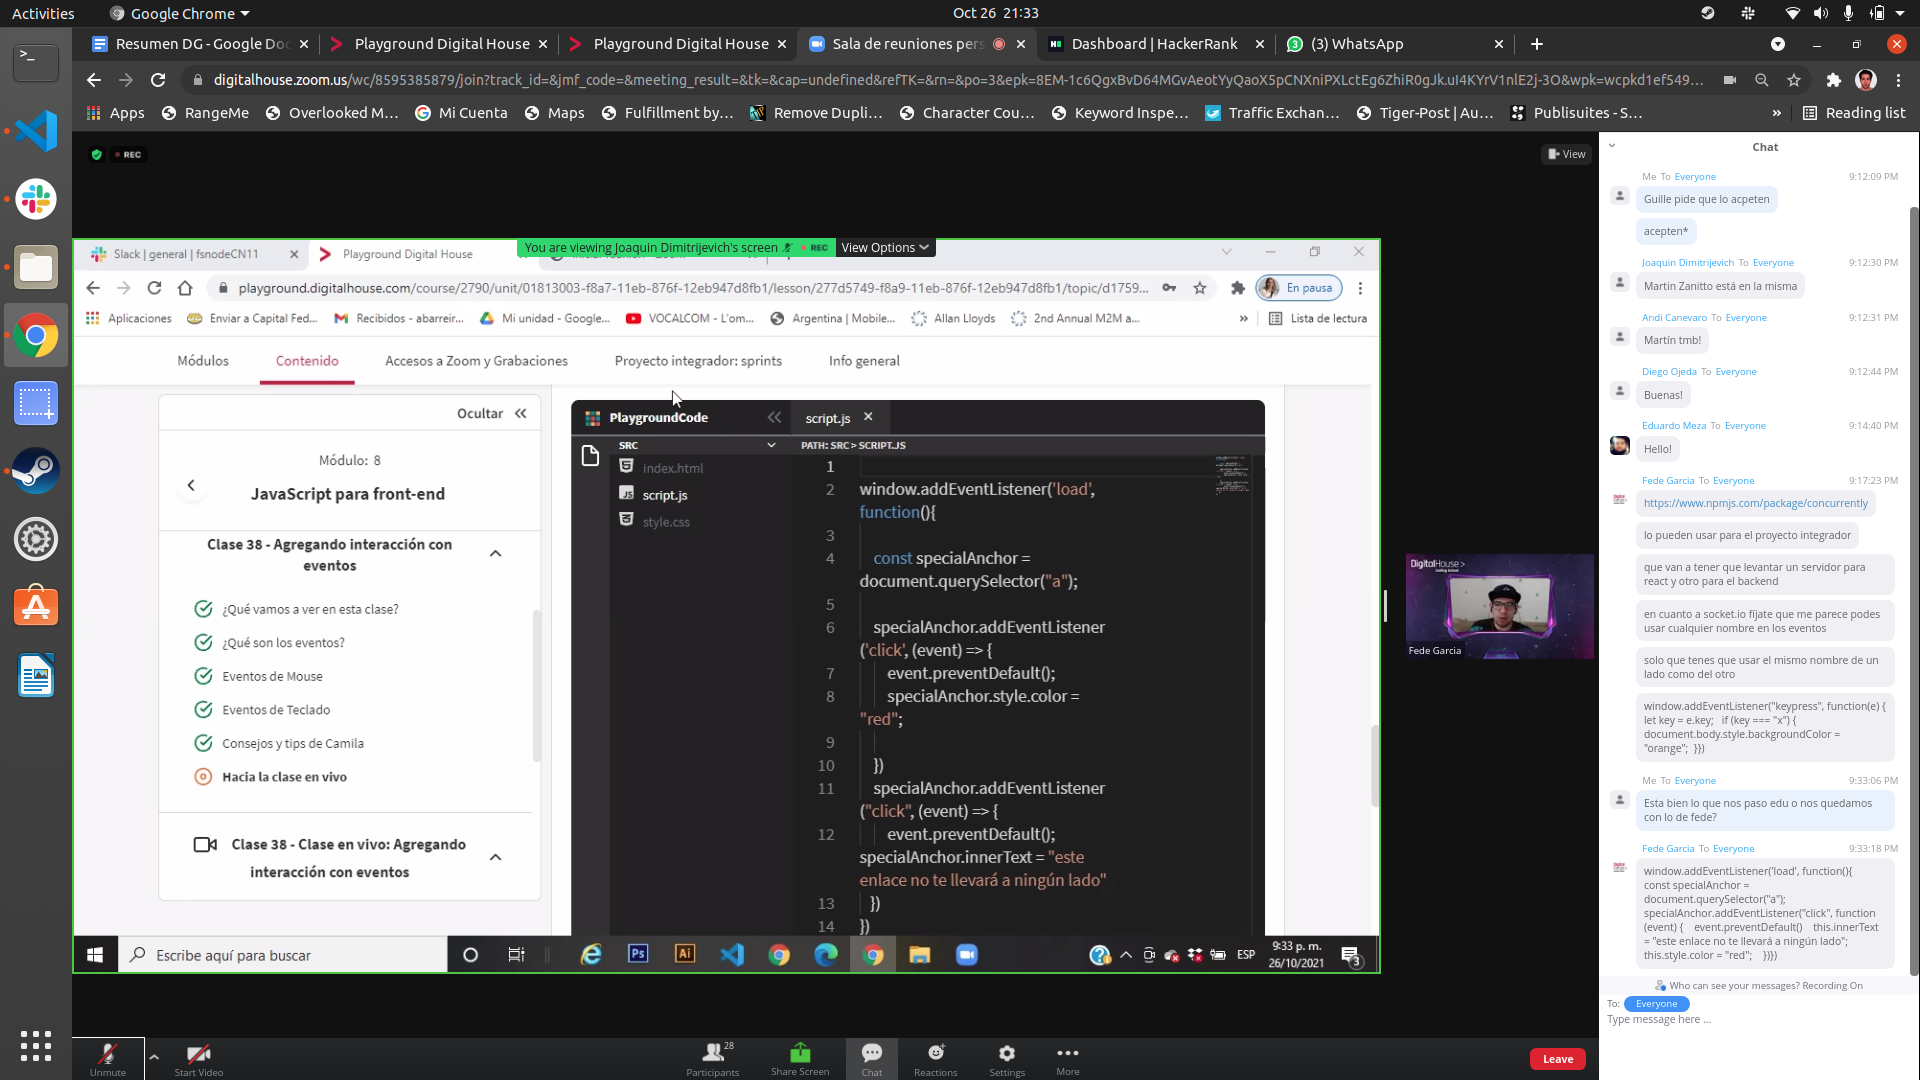 Activities
Google Chrome
Oct 26  21:33
Resumen DG - Google Doc
Playground Digital House
Playground Digital House
Sala de reuniones pers
Dashboard | HackerRank
(3) WhatsApp
digitalhouse.zoom.us/wc/8595385879/join?track_id=&jmf_code=&meeting_result=&tk=&cap=undefined&refTK=&rn=&po=3&epk=8EM-1c6QgxBvD64MGvAeotYyQaoX5pCNXniPXLctEg6ZhiR0gJk.uI4KYrV1nlE2j-3O&wpk=wcpkd1ef549...
Apps
RangeMe
Overlooked M...
Mi Cuenta
Maps
Fulfillment by...
Remove Dupli...
Character Cou...
Keyword Inspe...
Traffic Exchan...
Tiger-Post | Au...
Publisuites - S...
»
Reading list
REC
View
Slack | general | fsnodeCN11
Playground Digital House
You are viewing Joaquin Dimitrijevich's screen
REC
View Options
playground.digitalhouse.com/course/2790/unit/01813003-f8a7-11eb-876f-12eb947d8fb1/lesson/277d5749-f8a9-11eb-876f-12eb947d8fb1/topic/d1759...
En pausa
Aplicaciones
Enviar a Capital Fed...
Recibidos - abarreir...
Mi unidad - Google...
VOCALCOM - L'om...
Argentina | Mobile...
Allan Lloyds
2nd Annual M2M a...
»
Lista de lectura
Módulos
Contenido
Accesos a Zoom y Grabaciones
Proyecto integrador: sprints
Info general
Ocultar
Módulo: 8
JavaScript para front-end
Clase 38 - Agregando interacción con
eventos
¿Qué vamos a ver en esta clase?
¿Qué son los eventos?
Eventos de Mouse
Eventos de Teclado
Consejos y tips de Camila
Hacia la clase en vivo
Clase 38 - Clase en vivo: Agregando
interacción con eventos
PlaygroundCode
script.js
SRC
PATH: SRC > SCRIPT.JS
index.html
script.js
style.css
1
2 window.addEventListener('load',
function(){
3
4 const specialAnchor =
document.querySelector("a");
5
6 specialAnchor.addEventListener
('click', (event) => {
7 event.preventDefault();
8 specialAnchor.style.color =
"red";
9
10 })
11 specialAnchor.addEventListener
("click", (event) => {
12 event.preventDefault();
specialAnchor.innerText = "este
enlace no te llevará a ningún lado"
13 })
14 })
Escribe aquí para buscar
Ps
Ai
ESP
9:33 p. m.
26/10/2021
3
DigitalHouse>
Fede Garcia
Chat
Me To Everyone
9:12:09 PM
Guille pide que lo acpeten
acepten*
Joaquin Dimitrijevich To Everyone
9:12:30 PM
Martin Zanitto está en la misma
Andi Canevaro To Everyone
9:12:31 PM
Martín tmb!
Diego Ojeda To Everyone
9:12:44 PM
Buenas!
Eduardo Meza To Everyone
9:14:40 PM
Hello!
Fede Garcia To Everyone
9:17:23 PM
https://www.npmjs.com/package/concurrently
lo pueden usar para el proyecto integrador
que van a tener que levantar un servidor para
react y otro para el backend
en cuanto a socket.io fíjate que me parece podes
usar cualquier nombre en los eventos
solo que tenes que usar el mismo nombre de un
lado como del otro
window.addEventListener("keypress", function(e) {
let key = e.key;   if (key === "x") {
document.body.style.backgroundColor =
"orange";  }})
Me To Everyone
9:33:06 PM
Esta bien lo que nos paso edu o nos quedamos
con lo de fede?
Fede Garcia To Everyone
9:33:18 PM
window.addEventListener('load', function(){
const specialAnchor =
document.querySelector("a");
specialAnchor.addEventListener("click", function
(event) {    event.preventDefault()    this.innerText
= "este enlace no te llevará a ningún lado";
this.style.color = "red";    })})
Who can see your messages? Recording On
To: Everyone
Type message here ...
Unmute
Start Video
28
Participants
Share Screen
Chat
Reactions
Settings
More
Leave